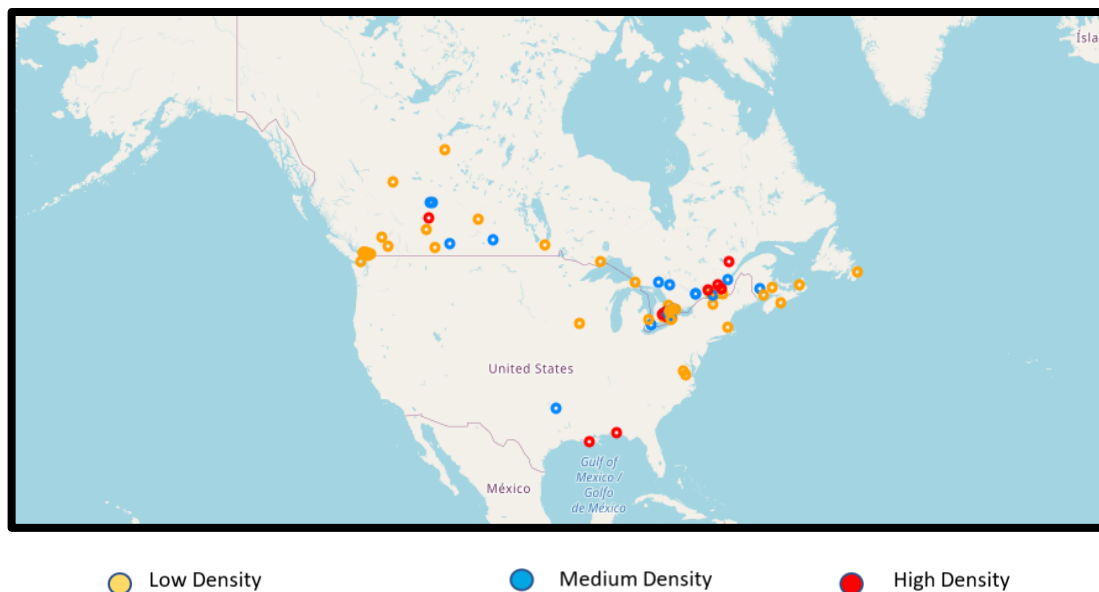 Ísla
United States
Gulf of
Mexico /
Golfo
de México
México
Low Density
Medium Density
High Density